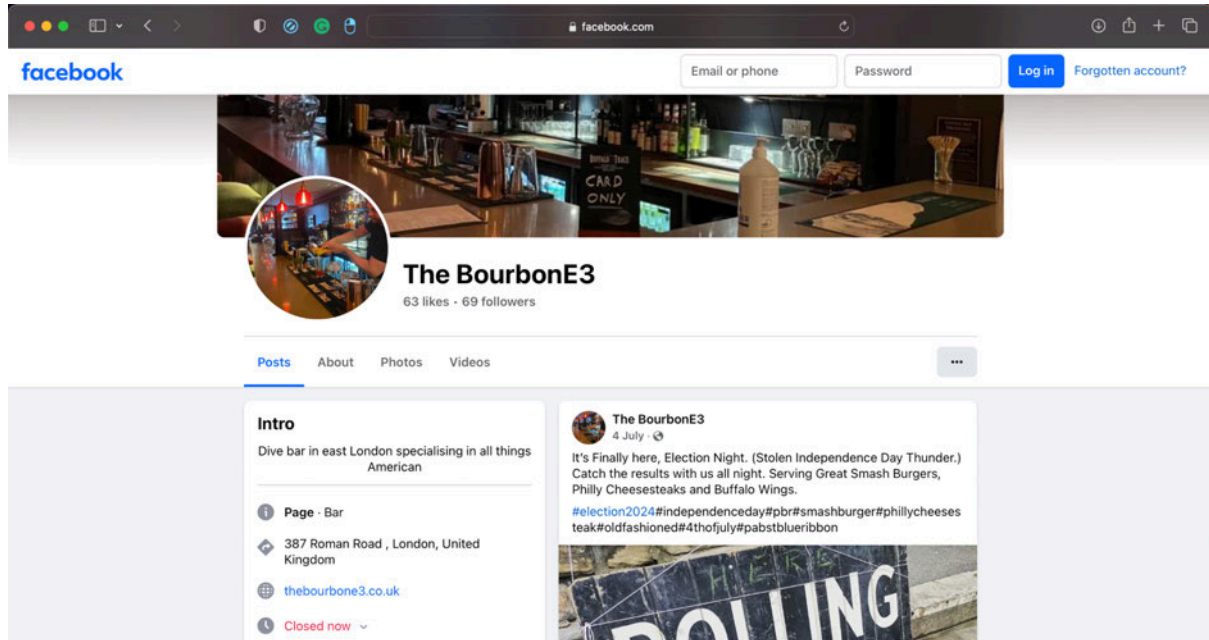 facebook.com
facebook
Email or phone
Password
Log in
Forgotten account?
BUFFALO TRACE
CARD
ONLY
The BourbonE3
63 likes · 69 followers
Posts
About
Photos
Videos
Intro
Dive bar in east London specialising in all things
American
Page · Bar
387 Roman Road , London, United
Kingdom
thebourbone3.co.uk
Closed now
The BourbonE3
4 July ·
It's Finally here, Election Night. (Stolen Independence Day Thunder.)
Catch the results with us all night. Serving Great Smash Burgers,
Philly Cheesesteaks and Buffalo Wings.
#election2024#independenceday#pbr#smashburger#phillycheeses
teak#oldfashioned#4thofjuly#pabstblueribbon
HERE
POLLING